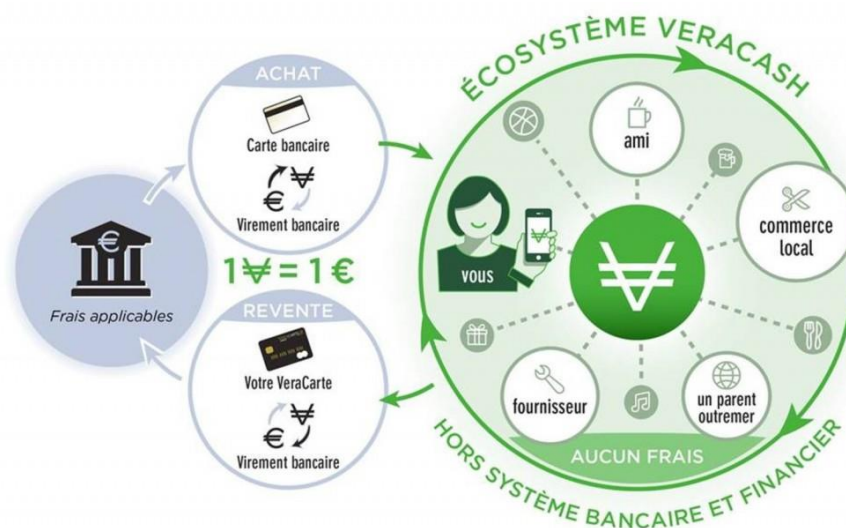 ÉCOSYSTÈME VERACASH
ACHAT
Carte bancaire
€ ₩
Virement bancaire
€
Frais applicables
1₩ = 1€
REVENTE
Votre VeraCarte
€ ₩
Virement bancaire
vous
ami
commerce
local
fournisseur
un parent
outremer
AUCUN FRAIS
HORS SYSTÈME BANCAIRE ET FINANCIER